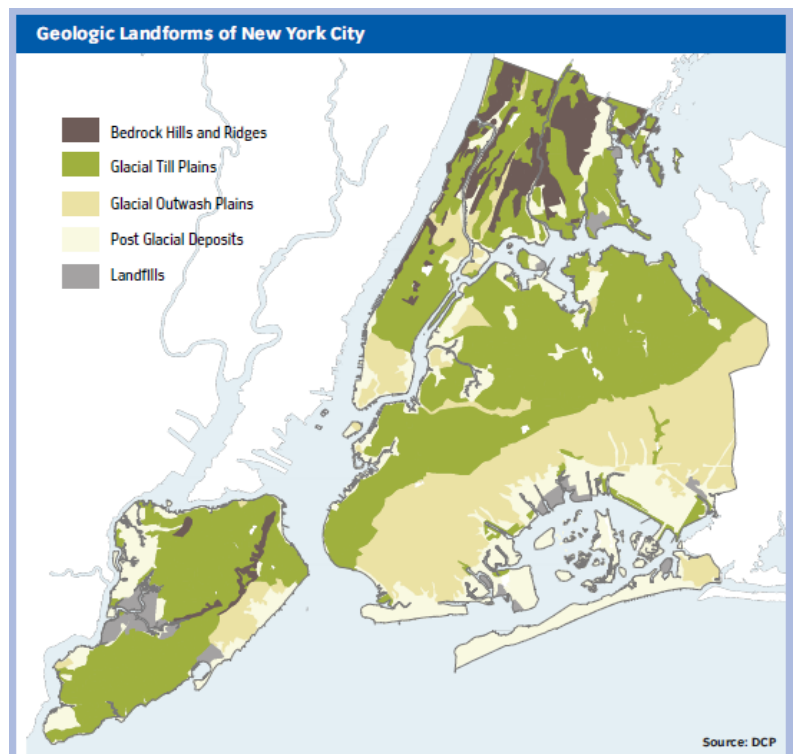 Geologic Landforms of New York City
Bedrock Hills and Ridges
Glacial Till Plains
Glacial Outwash Plains
Post Glacial Deposits
Landfills
Source: DCP